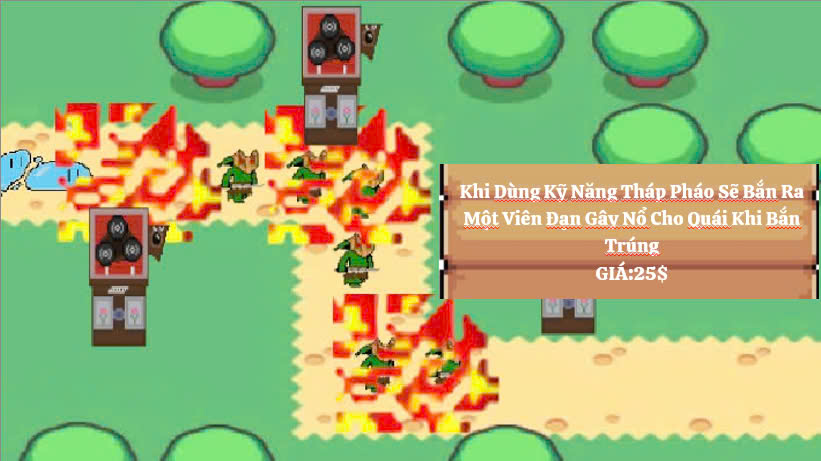 Khi Dùng Kỹ Năng Tháp Pháo Sẽ Bắn Ra
Một Viên Đạn Gây Nổ Cho Quái Khi Bắn
Trúng
GIÁ:25$